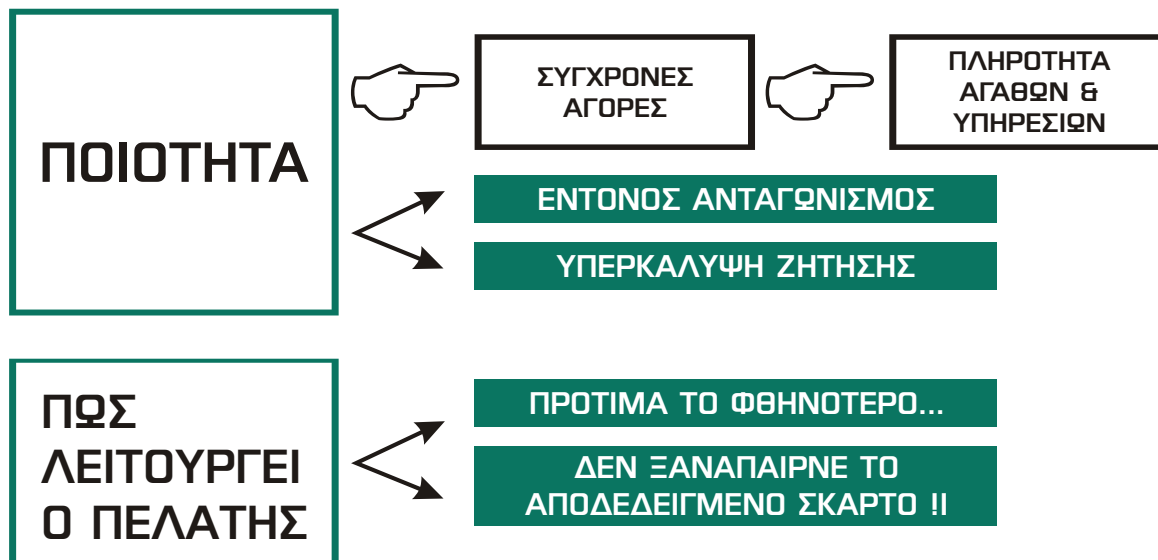 ΠΟΙΟΤΗΤΑ
ΣΥΓΧΡΟΝΕΣ
ΑΓΟΡΕΣ
ΠΛΗΡΟΤΗΤΑ
ΑΓΑΘΩΝ &
ΥΠΗΡΕΣΙΩΝ
ΕΝΤΟΝΟΣ ΑΝΤΑΓΩΝΙΣΜΟΣ
ΥΠΕΡΚΑΛΥΨΗ ΖΗΤΗΣΗΣ
ΠΩΣ
ΛΕΙΤΟΥΡΓΕΙ
Ο ΠΕΛΑΤΗΣ
ΠΡΟΤΙΜΑ ΤΟ ΦΘΗΝΟΤΕΡΟ...
ΔΕΝ ΞΑΝΑΠΑΙΡΝΕ ΤΟ
ΑΠΟΔΕΔΕΙΓΜΕΝΟ ΣΚΑΡΤΟ !Ι